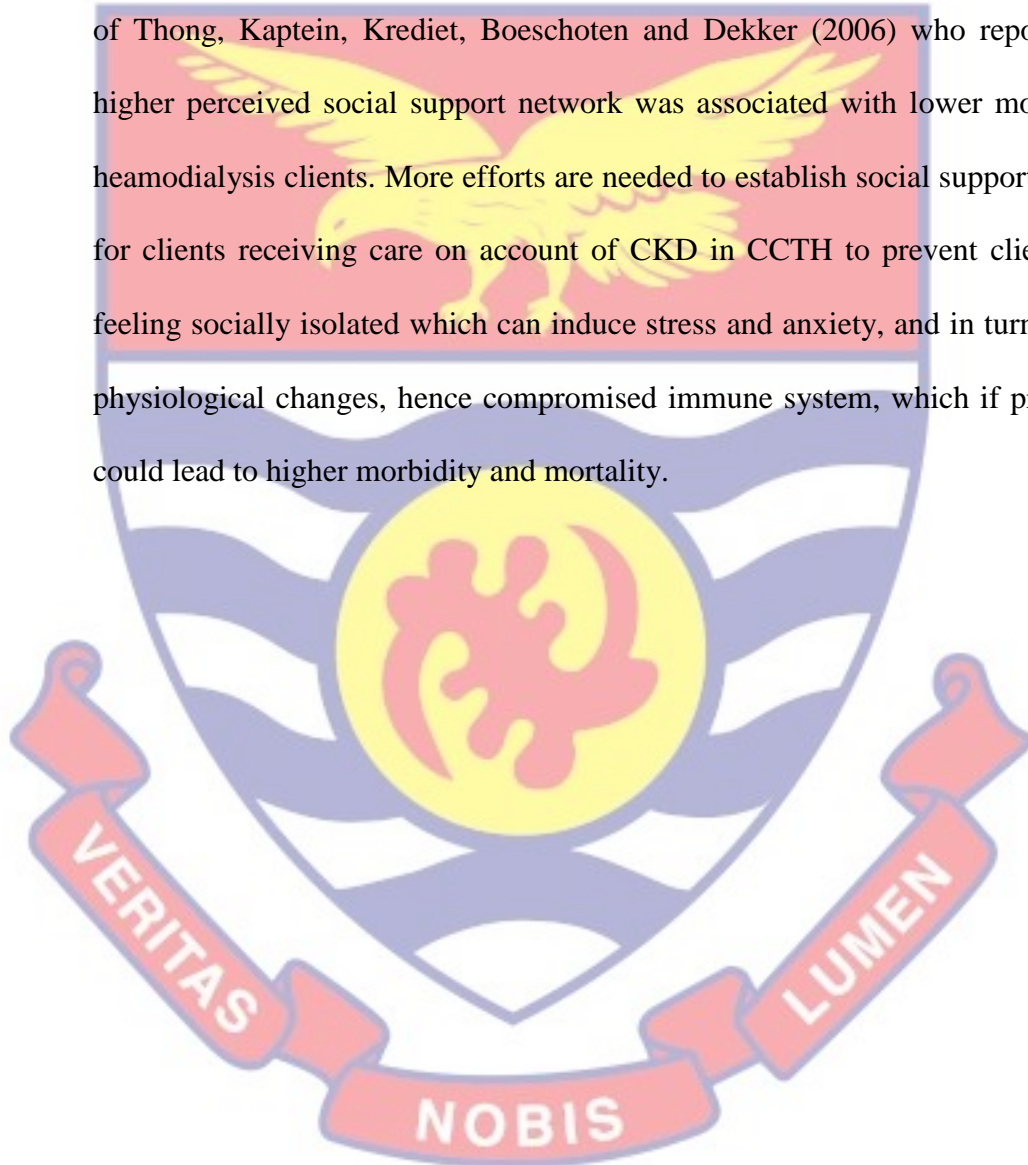 of Thong, Kaptein, Krediet, Boeschoten and Dekker (2006) who repo
higher perceived social support network was associated with lower mo
heamodialysis clients. More efforts are needed to establish social support
for clients receiving care on account of CKD in CCTH to prevent clie
feeling socially isolated which can induce stress and anxiety, and in turn
physiological changes, hence compromised immune system, which if p
could lead to higher morbidity and mortality.
VERITAS
NOBIS
LUMEN